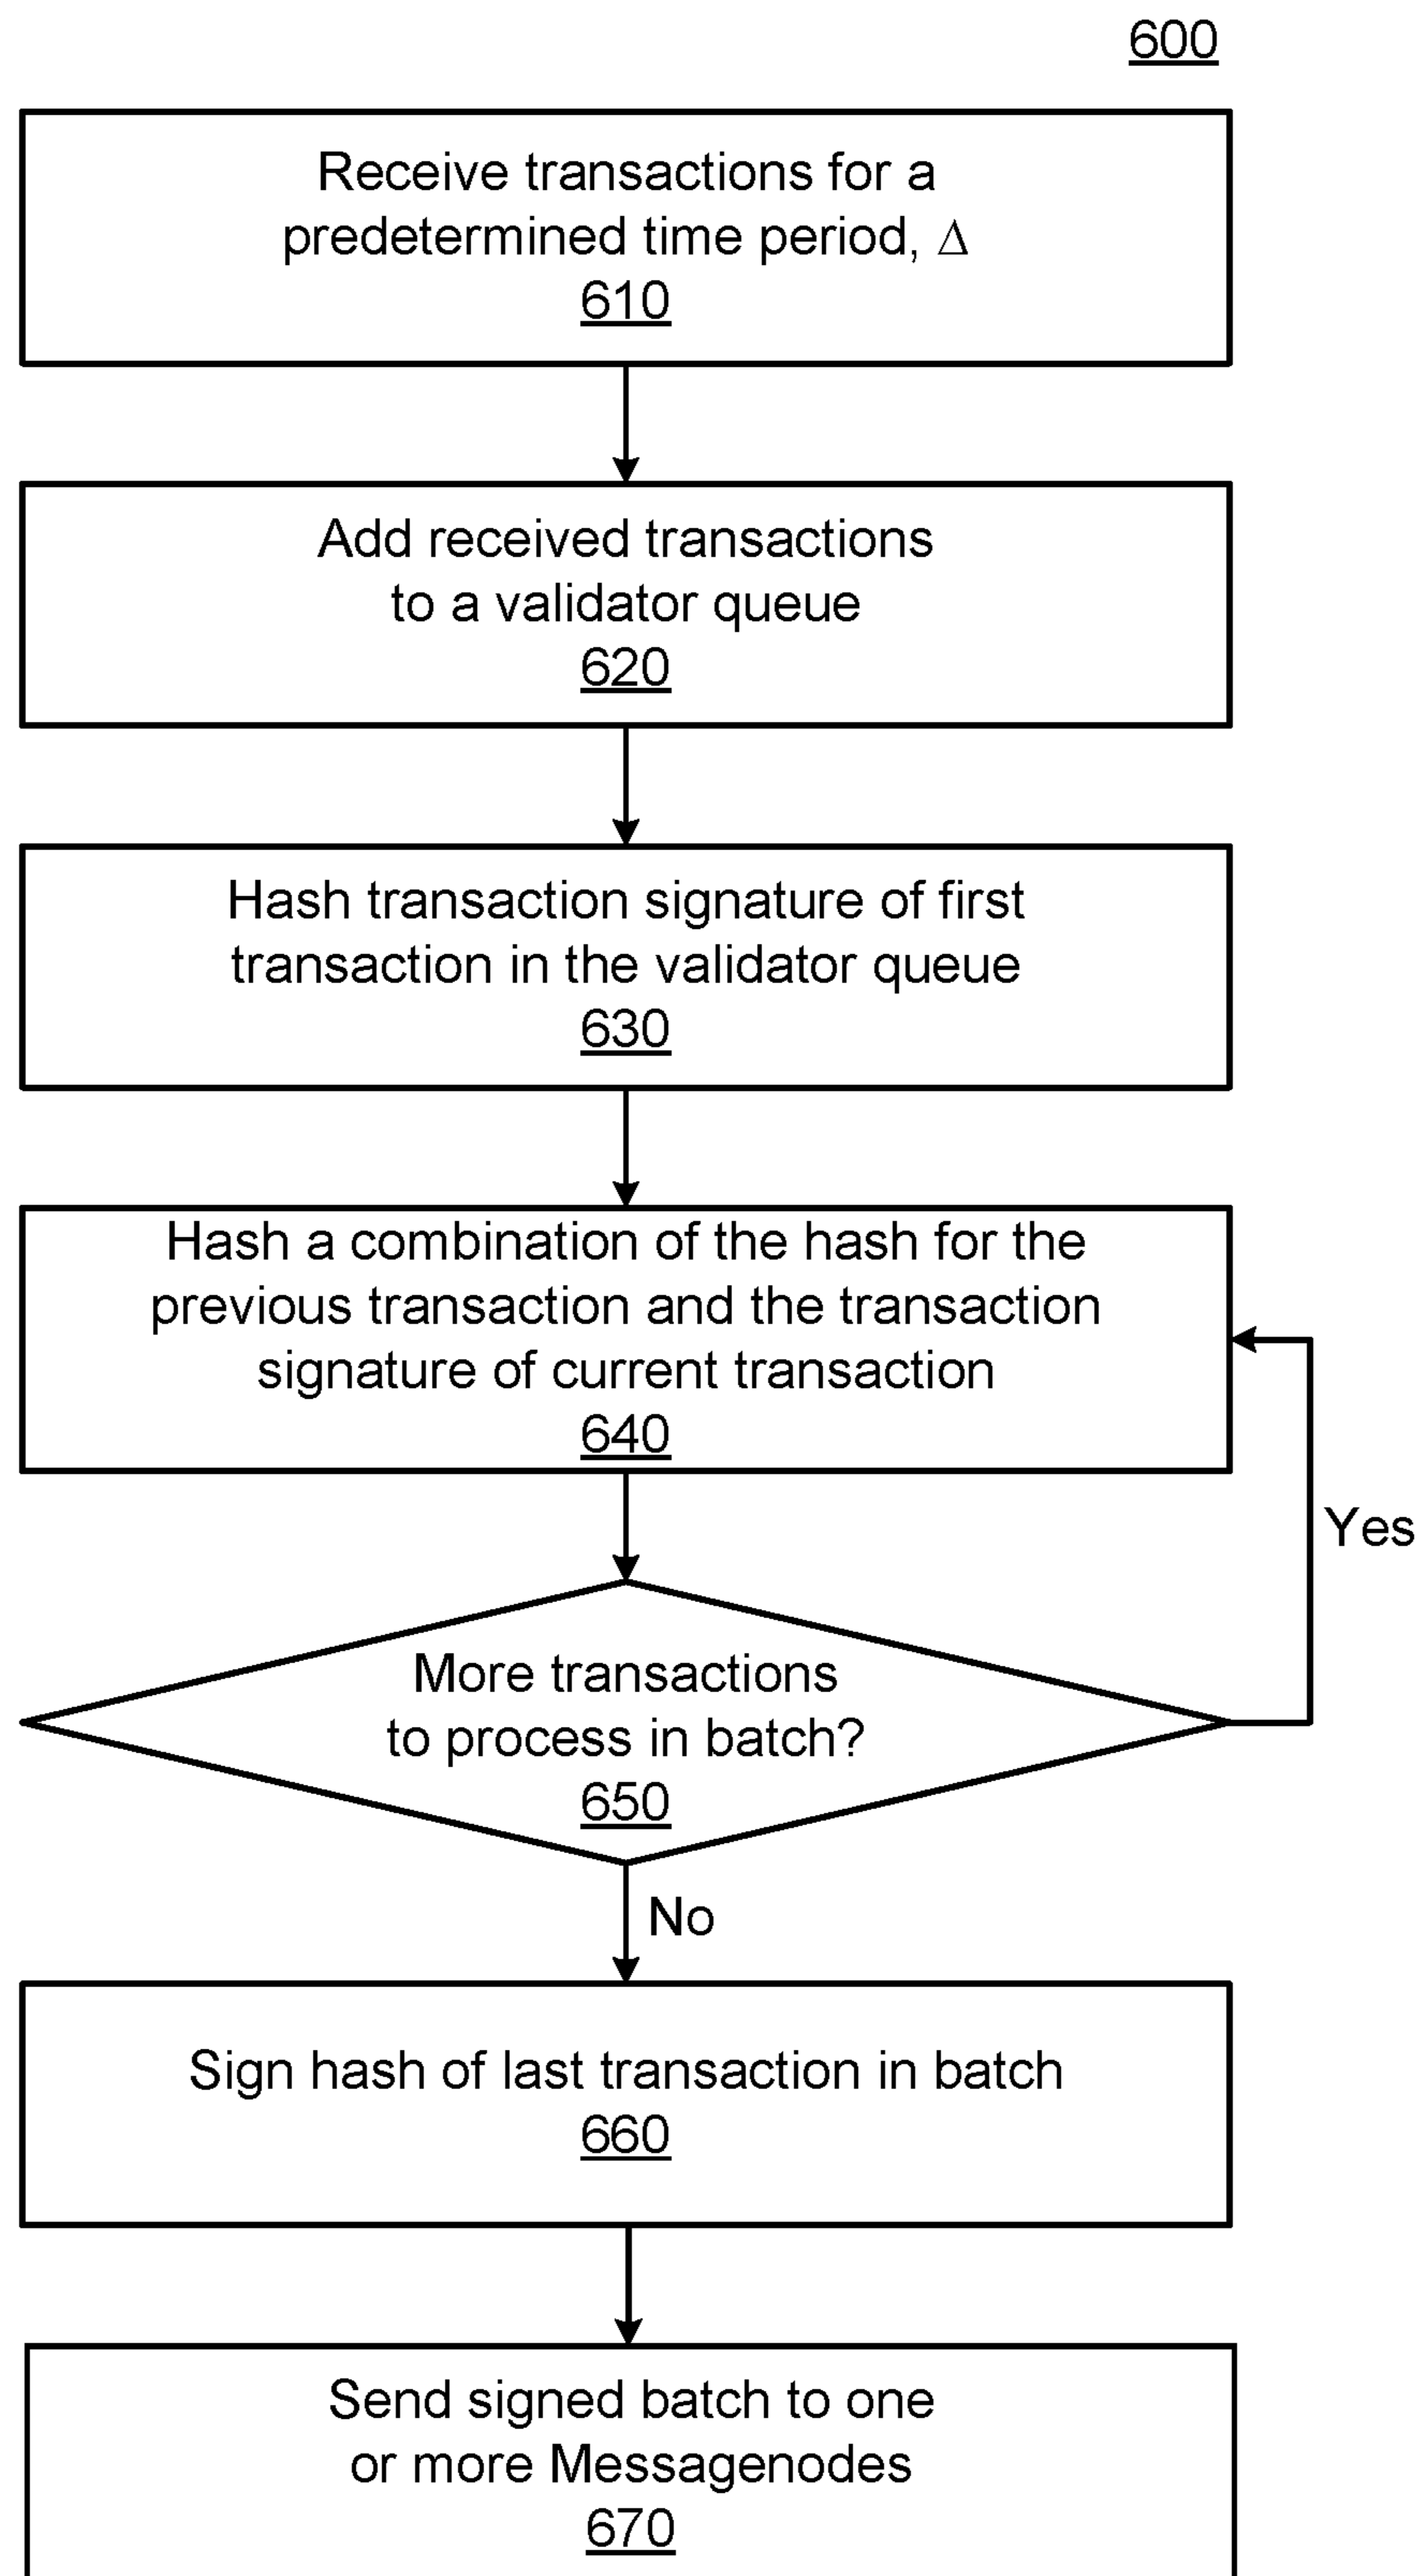 600
Receive transactions for a
predetermined time period, Δ
610
Add received transactions
to a validator queue
620
Hash transaction signature of first
transaction in the validator queue
630
Hash a combination of the hash for the
previous transaction and the transaction
signature of current transaction
640
Yes
More transactions
to process in batch?
650
No
Sign hash of last transaction in batch
660
Send signed batch to one
or more Messagenodes
670